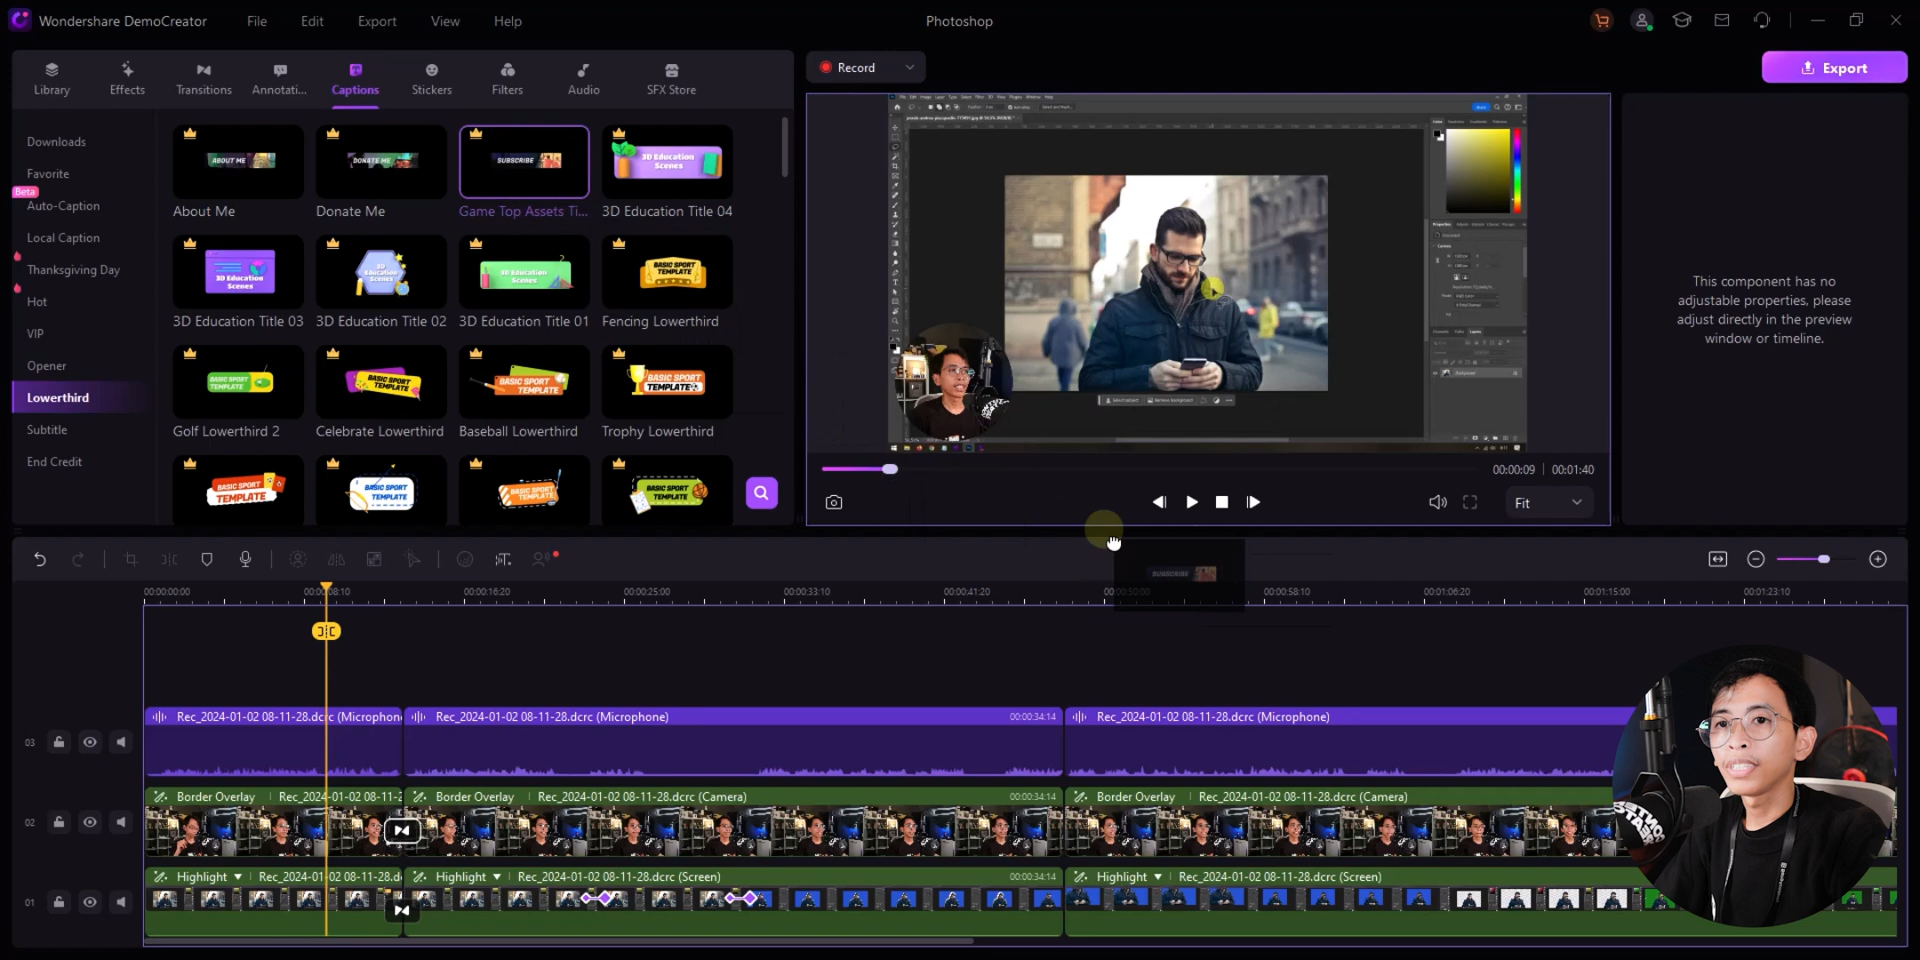 Wondershare DemoCreator File Edit Export View Help Photoshop
Library Effects Transitions Annotati... Captions Stickers Filters Audio SFX Store
Record
Export
Downloads
Favorite
Beta
Auto-Caption
Local Caption
Thanksgiving Day
Hot
VIP
Opener
Lowerthird
Subtitle
End Credit
ABOUT ME DONATE ME SUBSCRIBE 3D Education Scenes
About Me Donate Me Game Top Assets Ti... 3D Education Title 04
3D Education Scenes 3D Education Scenes 3D Education Scenes BASIC SPORT TEMPLATE
3D Education Title 03 3D Education Title 02 3D Education Title 01 Fencing Lowerthird
BASIC SPORT TEMPLATE BASIC SPORT TEMPLATE BASIC SPORT TEMPLATE BASIC SPORT TEMPLATE
Golf Lowerthird 2 Celebrate Lowerthird Baseball Lowerthird Trophy Lowerthird
BASIC SPORT TEMPLATE BASIC SPORT TEMPLATE BASIC SPORT TEMPLATE BASIC SPORT TEMPLATE
Select subject Remove background
00:00:09 | 00:01:40
Fit
This component has no
adjustable properties, please
adjust directly in the preview
window or timeline.
SUBSCRIBE
00:00:00:00 00:00:08:10 00:00:16:20 00:00:25:00 00:00:33:10 00:00:41:20 00:00:50:00 00:00:58:10 00:01:06:20 00:01:15:00 00:01:23:10
03
Rec_2024-01-02 08-11-28.dcrc (Microphon
Rec_2024-01-02 08-11-28.dcrc (Microphone) 00:00:34:14
Rec_2024-01-02 08-11-28.dcrc (Microphone)
02
Border Overlay Rec_2024-01-02 08-11-2
Border Overlay Rec_2024-01-02 08-11-28.dcrc (Camera) 00:00:34:14
Border Overlay Rec_2024-01-02 08-11-28.dcrc (Camera)
01
Highlight Rec_2024-01-02 08-11-28.d
Highlight Rec_2024-01-02 08-11-28.dcrc (Screen) 00:00:34:14
Highlight Rec_2024-01-02 08-11-28.dcrc (Screen)